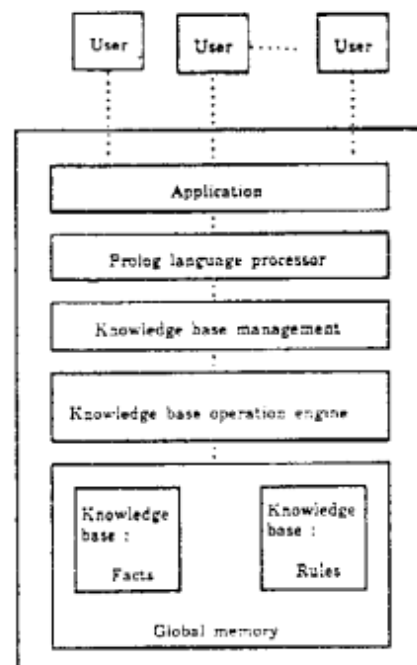 User User User
Application
Prolog language processor
Knowledge base management
Knowledge base operation engine
Knowledge Knowledge
base : base :
Facts Rules
Global memory